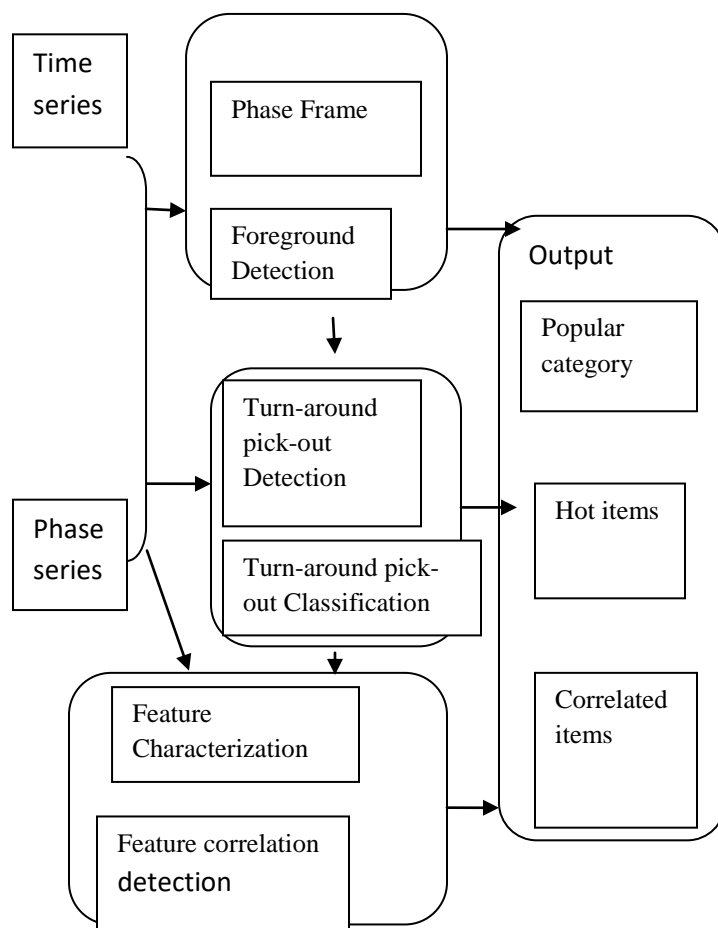 Time
series
Phase Frame
Foreground
Detection
Output
Popular
category
Turn-around
pick-out
Detection
Hot items
Phase
series
Turn-around pick-
out Classification
Feature
Characterization
Correlated
items
Feature correlation
detection